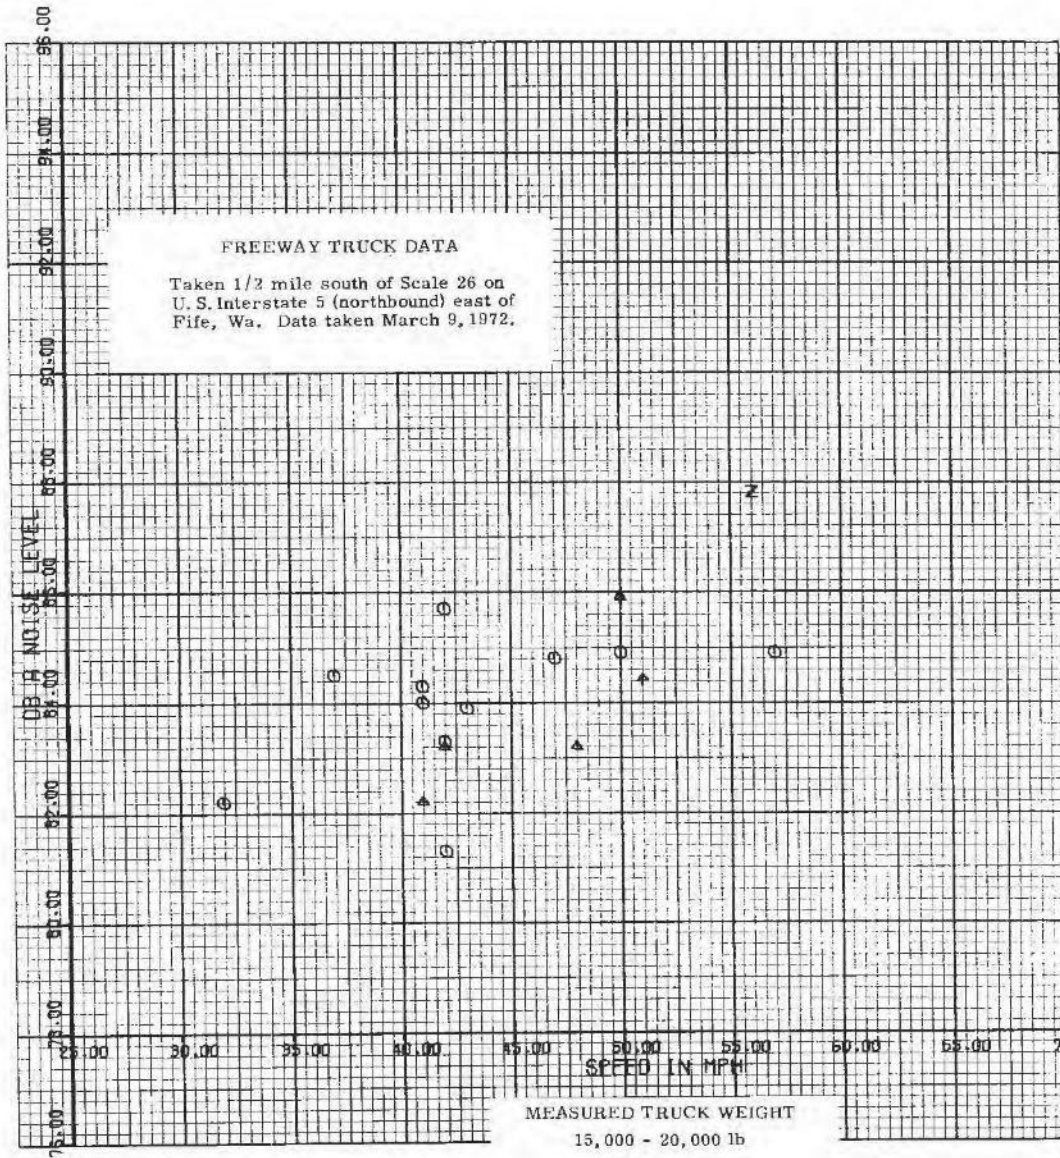 96.00
94.00
92.00
90.00
88.00
86.00
84.00
82.00
80.00
78.00
76.00
DB A NOISE LEVEL
FREEWAY TRUCK DATA
Taken 1/2 mile south of Scale 26 on
U. S. Interstate 5 (northbound) east of
Fife, Wa. Data taken March 9, 1972.
Z
25.00 30.00 35.00 40.00 45.00 50.00 55.00 60.00 65.00 7
SPEED IN MPH
MEASURED TRUCK WEIGHT
15,000 - 20,000 lb